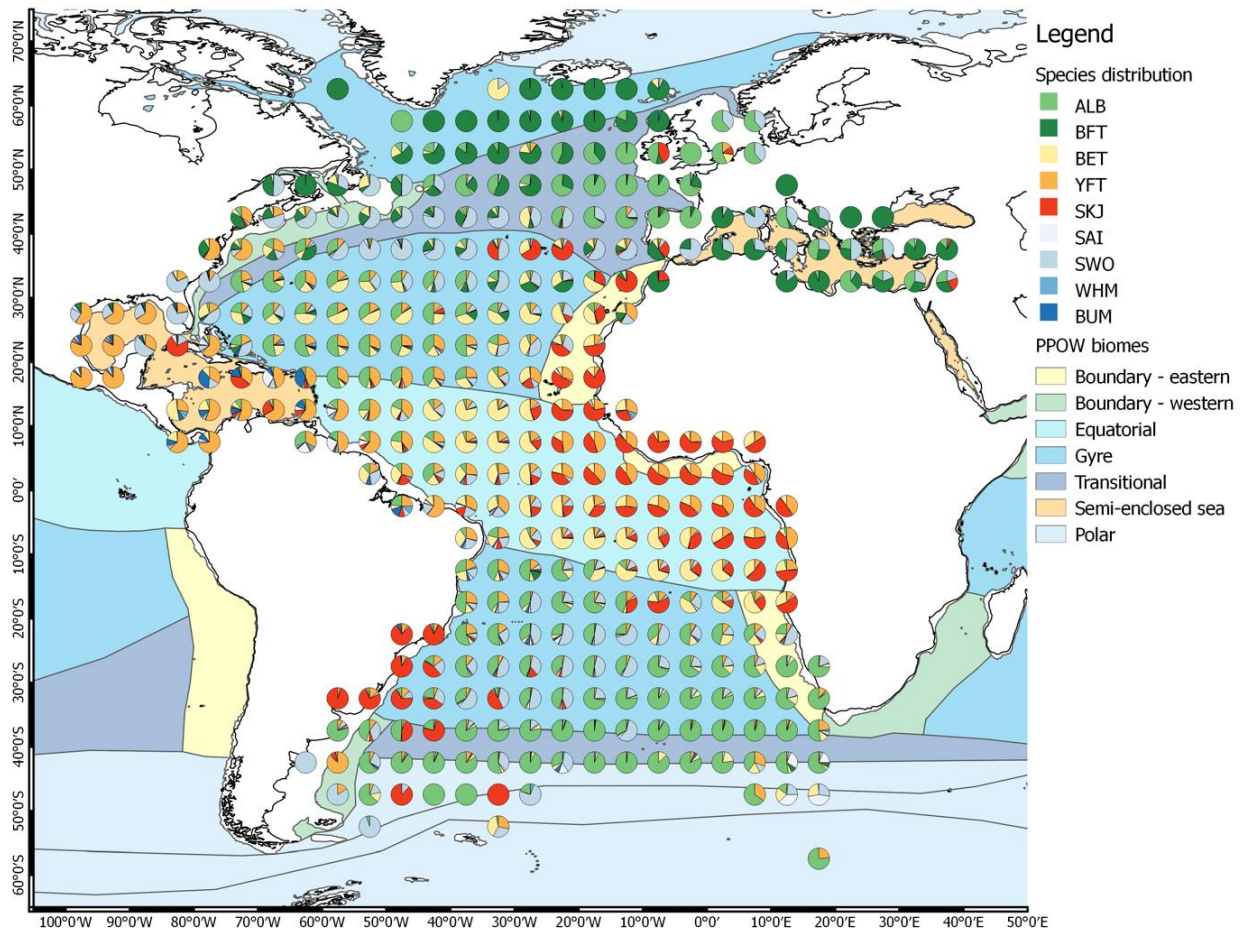 Legend
Species distribution
ALB
BFT
BET
YFT
SKJ
SAI
SWO
WHM
BUM
PPOW biomes
Boundary - eastern
Boundary - western
Equatorial
Gyre
Transitional
Semi-enclosed sea
Polar
70°0'N
60°0'N
50°0'N
40°0'N
30°0'N
20°0'N
10°0'N
0°0'
10°0'S
20°0'S
30°0'S
40°0'S
50°0'S
60°0'S
100°0'W 90°0'W 80°0'W 70°0'W 60°0'W 50°0'W 40°0'W 30°0'W 20°0'W 10°0'W 0°0' 10°0'E 20°0'E 30°0'E 40°0'E 50°0'E